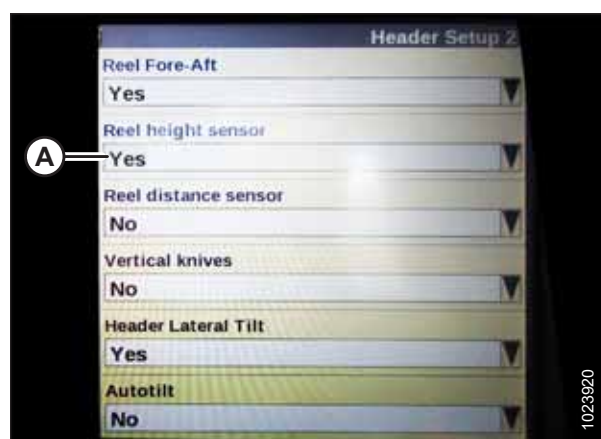 Header Setup 2
Reel Fore-Aft
Yes
Reel height sensor
A
Yes
Reel distance sensor
No
Vertical knives
No
Header Lateral Tilt
Yes
Autotilt
No
1023920